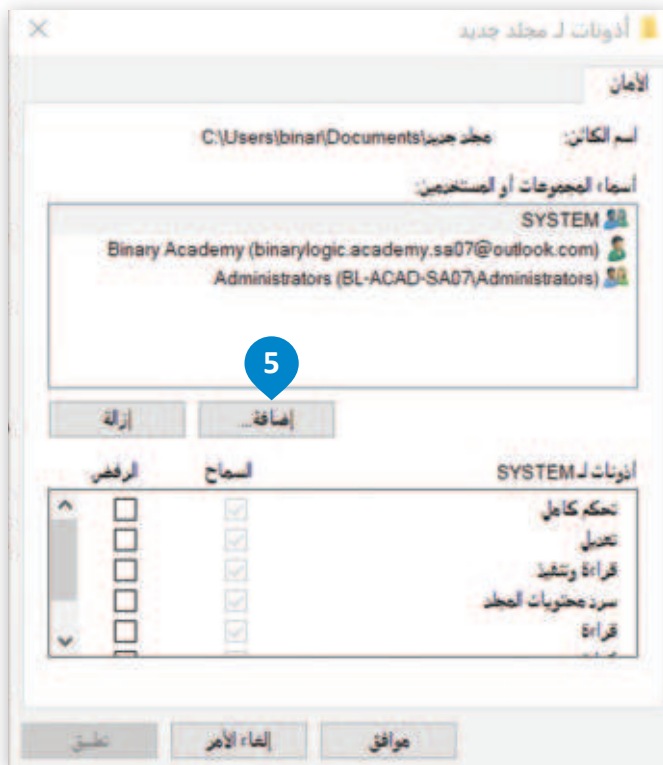 أذونات لـ مجلد جديد
الأمان
اسم الكائن: C:\Users\binar\Documents\مجلد جديد
أسماء المجموعات أو المستخدمين:
SYSTEM
Binary Academy (binarylogic.academy.sa07@outlook.com)
Administrators (BL-ACAD-SA07\Administrators)
5
إضافة... إزالة
أذونات لـ SYSTEM السماح الرفض
تحكم كامل
تعديل
قراءة وتنفيذ
سرد محتويات المجلد
قراءة
موافق إلغاء الأمر تطبيق